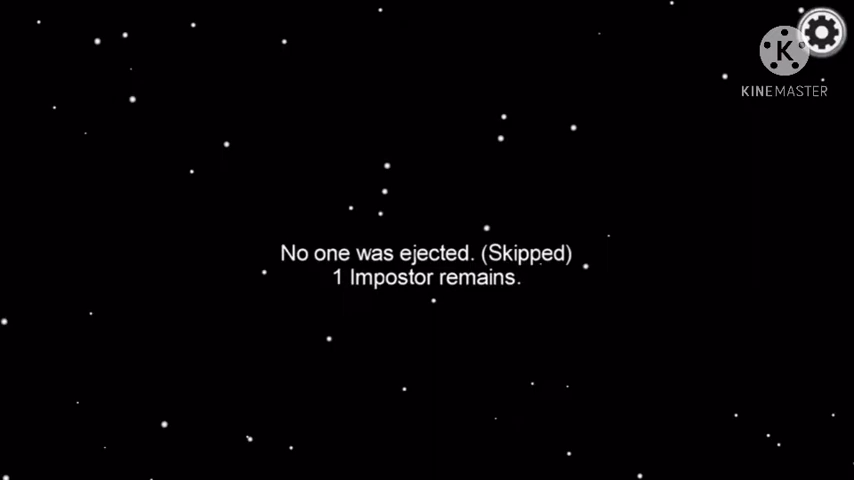 K
KINEMASTER
No one was ejected. (Skipped)
1 Impostor remains.